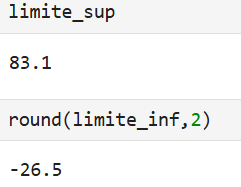 limite_sup
83.1
round(limite_inf,2)
-26.5